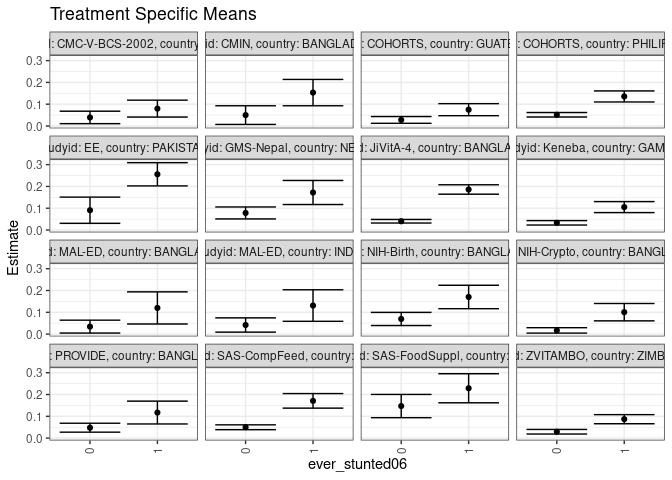 Treatment Specific Means
d: CMC-V-BCS-2002, country
id: CMIN, country: BANGLAD
: COHORTS, country: GUATE
: COHORTS, country: PHILIP
0.3
0.2
0.1
0.0
udyid: EE, country: PAKISTA
yid: GMS-Nepal, country: NE
d: JiVitA-4, country: BANGLA
dyid: Keneba, country: GAM
0.3
0.2
0.1
0.0
d: MAL-ED, country: BANGLA
udyid: MAL-ED, country: IND
: NIH-Birth, country: BANGLA
NIH-Crypto, country: BANGL
0.3
0.2
0.1
0.0
: PROVIDE, country: BANGL
d: SAS-CompFeed, country:
: SAS-FoodSuppl, country:
d: ZVITAMBO, country: ZIMB
0.3
0.2
0.1
0.0
0 1 0 1 0 1 0 1
ever_stunted06
Estimate